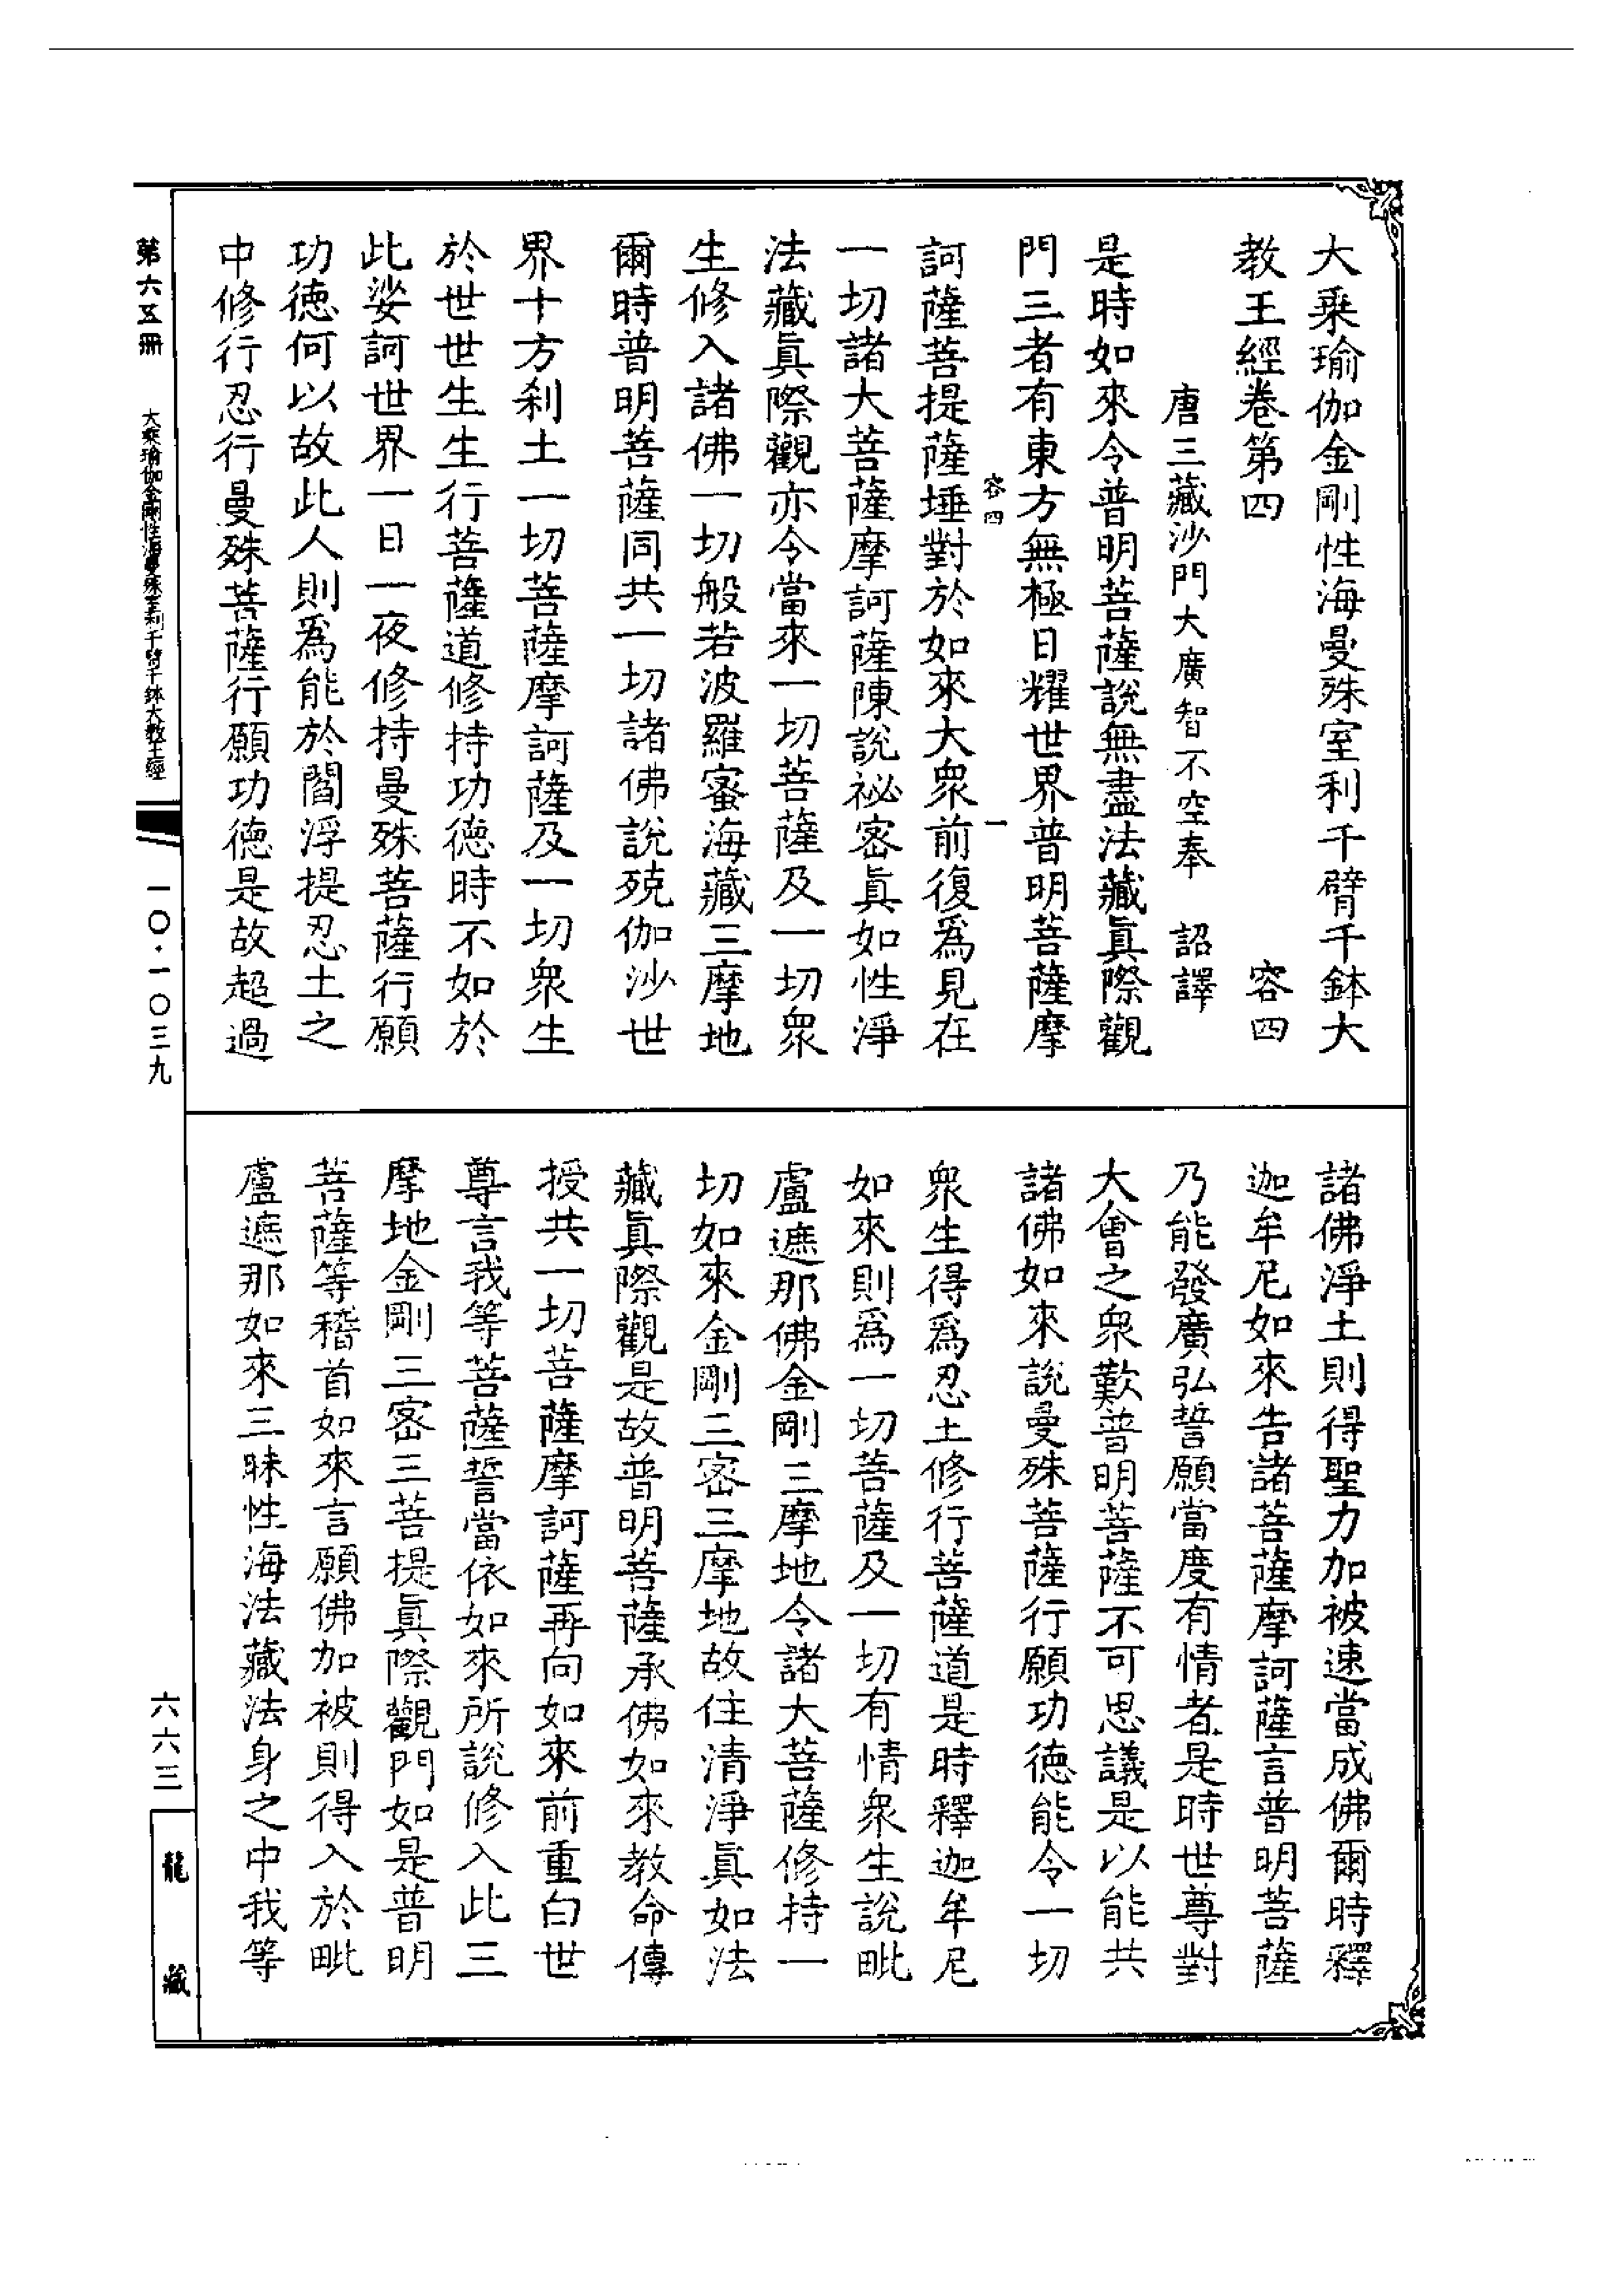 大乘瑜伽金剛性海曼殊室利千臂千鉢大
教王經卷第四 容四
唐三藏沙門大廣智不空奉 詔譯
是時如來令普明菩薩說無盡法藏眞際觀
門三者有東方無極日耀世界普明菩薩摩
容四 一
訶薩菩提薩埵對於如來大衆前復爲見在
一切諸大菩薩摩訶薩陳說祕密眞如性淨
法藏眞際觀亦令當來一切菩薩及一切衆
生修入諸佛一切般若波羅蜜海藏三摩地
爾時普明菩薩同共一切諸佛說殑伽沙世
界十方刹土一切菩薩摩訶薩及一切衆生
於世世生生行菩薩道修持功德時不如於
此娑訶世界一日一夜修持曼殊菩薩行願
功德何以故此人則爲能於閻浮提忍土之
中修行忍行曼殊菩薩行願功德是故超過
諸佛淨土則得聖力加被速當成佛爾時釋
迦牟尼如來告諸菩薩摩訶薩言普明菩薩
乃能發廣弘誓願當度有情者是時世尊對
大會之衆歎普明菩薩不可思議是以能共
諸佛如來說曼殊菩薩行願功德能令一切
衆生得爲忍土修行菩薩道是時釋迦牟尼
如來則爲一切菩薩及一切有情衆生說毗
盧遮那佛金剛三摩地令諸大菩薩修持一
切如來金剛三密三摩地故住清淨眞如法
藏眞際觀是故普明菩薩承佛如來教命傳
授共一切菩薩摩訶薩再向如來前重白世
尊言我等菩薩誓當依如來所說修入此三
摩地金剛三密三菩提眞際觀門如是普明
菩薩等稽首如來言願佛加被則得入於毗
盧遮那如來三昧性海法藏法身之中我等
第六五冊 大乘瑜伽金剛性海曼殊室利千臂千鉢大教王經 一〇·一〇三九 六六三 龍藏